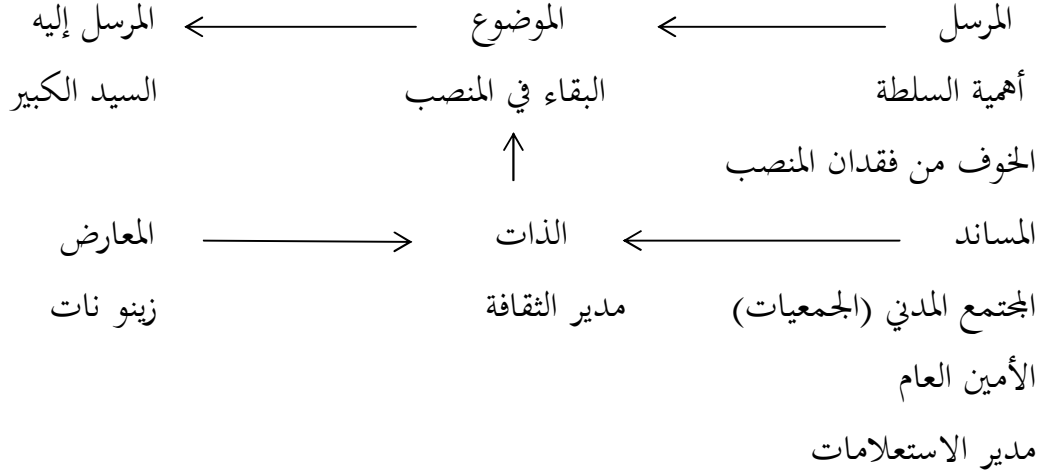 المرسل الموضوع المرسل إليه
أهمية السلطة البقاء في المنصب السيد الكبير
الخوف من فقدان المنصب
المساند الذات المعارض
المجتمع المدني (الجمعيات) مدير الثقافة زينو نات
الأمين العام
مدير الاستعلامات